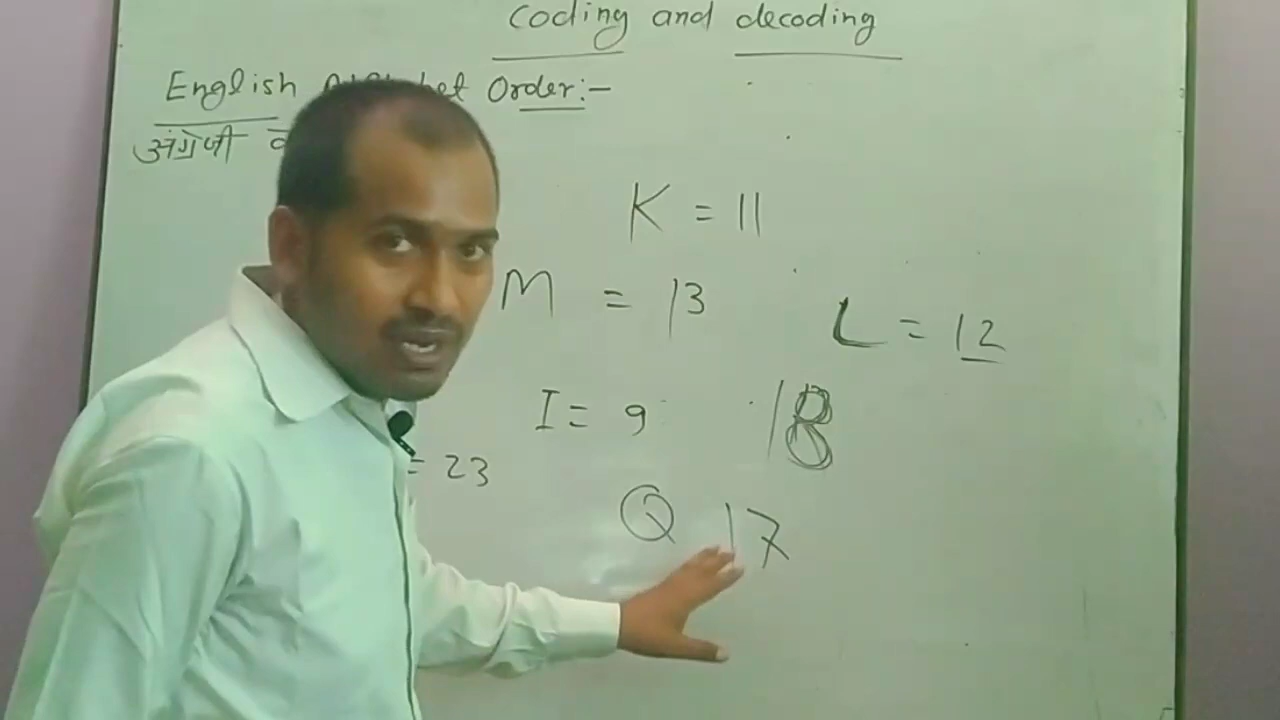 Coding and decoding
English Order:-
अंग्रेजी
K = 11
M = 13
L = 12
I = 9
18
= 23
Q 17